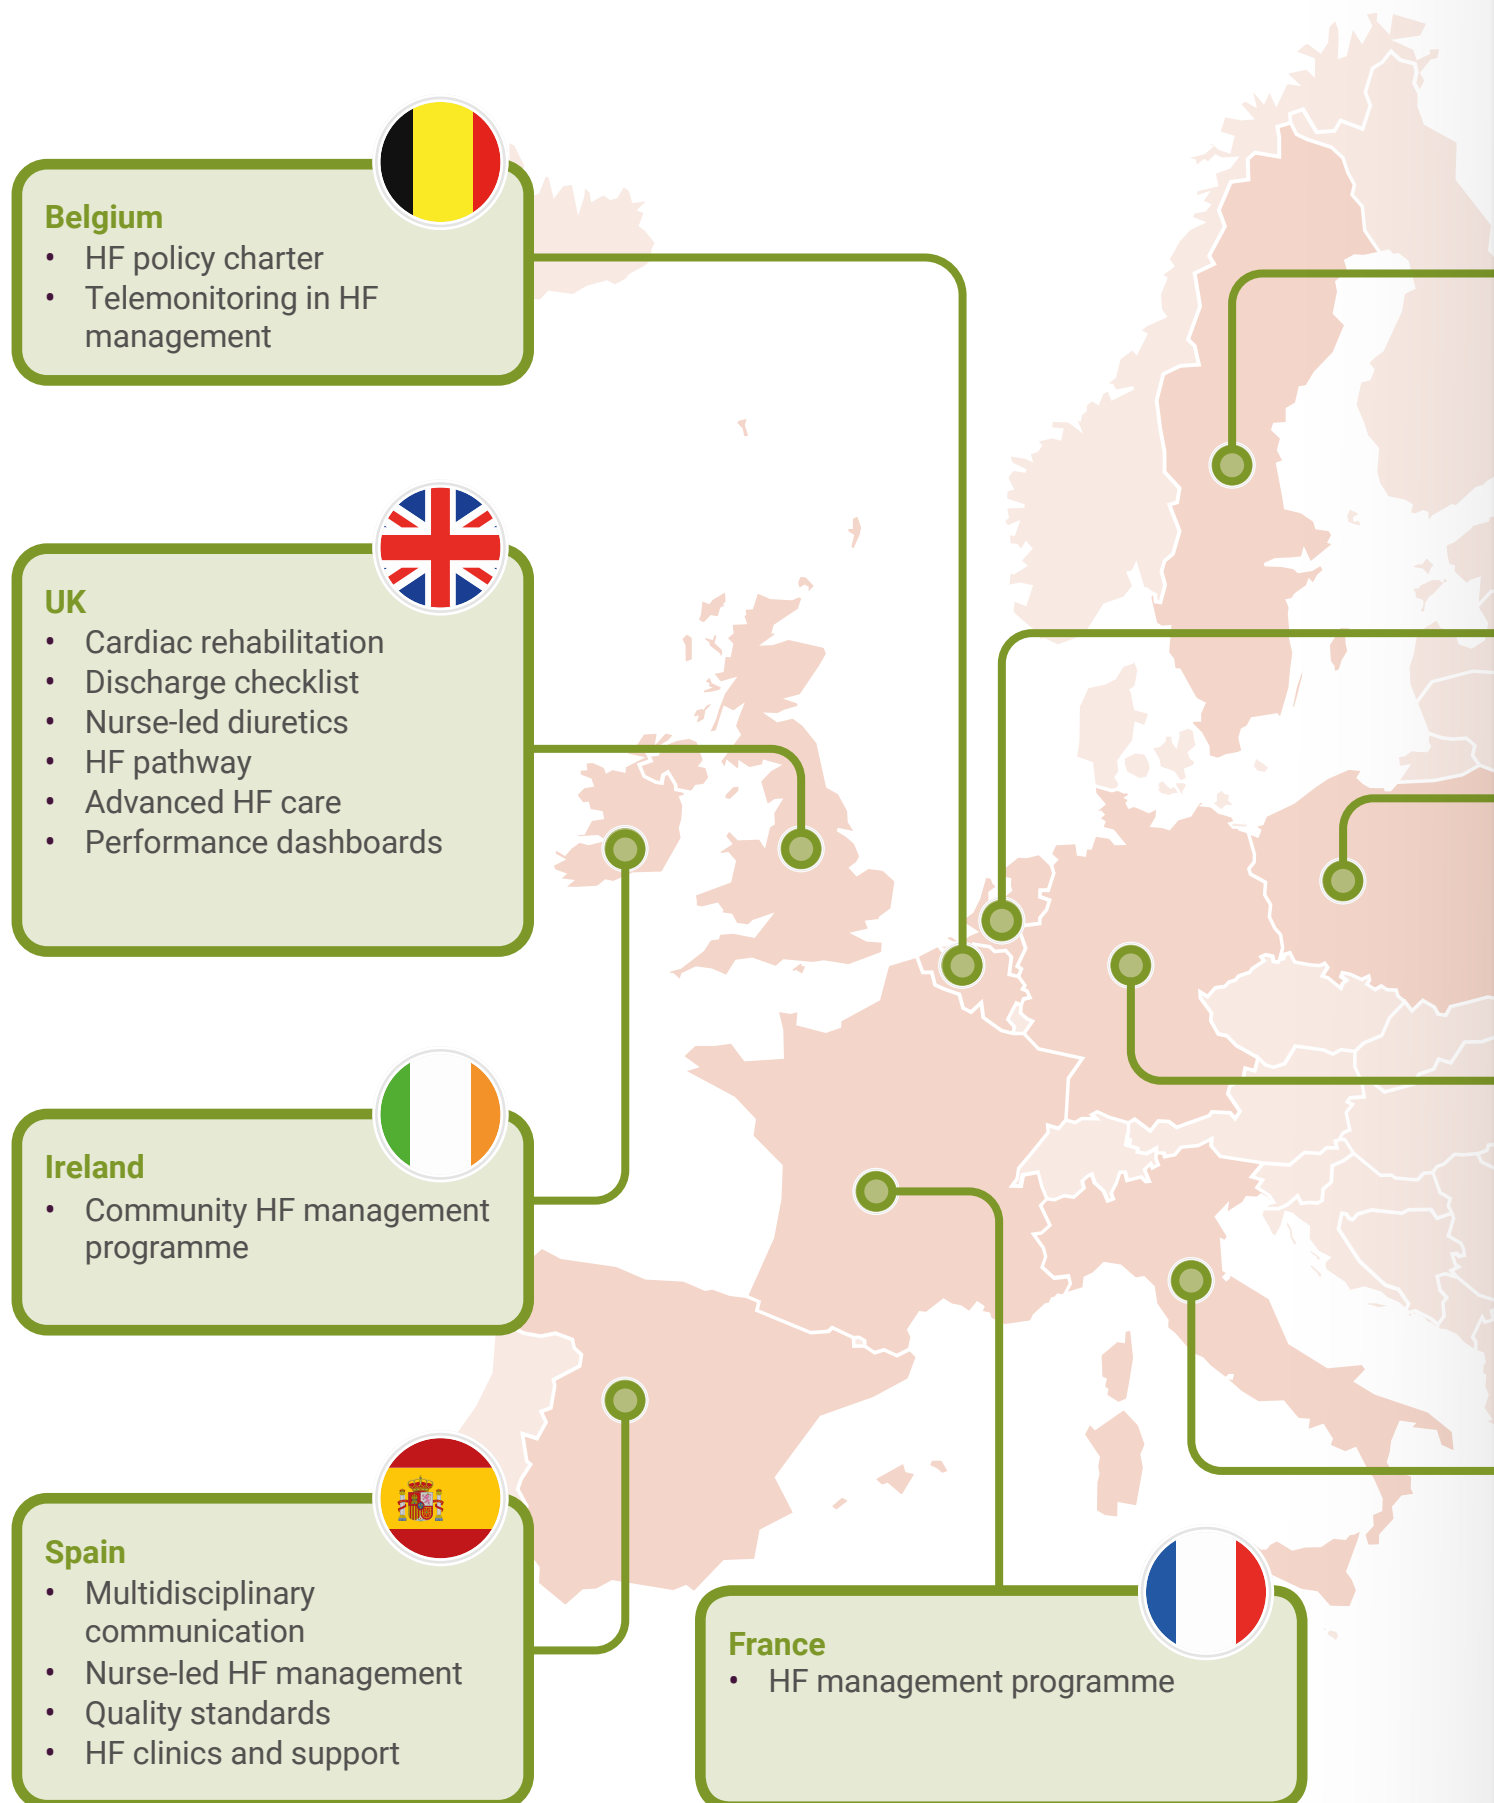 Belgium
• HF policy charter
• Telemonitoring in HF
management
UK
• Cardiac rehabilitation
• Discharge checklist
• Nurse-led diuretics
• HF pathway
• Advanced HF care
• Performance dashboards
Ireland
• Community HF management
programme
Spain
• Multidisciplinary
communication
• Nurse-led HF management
• Quality standards
• HF clinics and support
France
• HF management programme